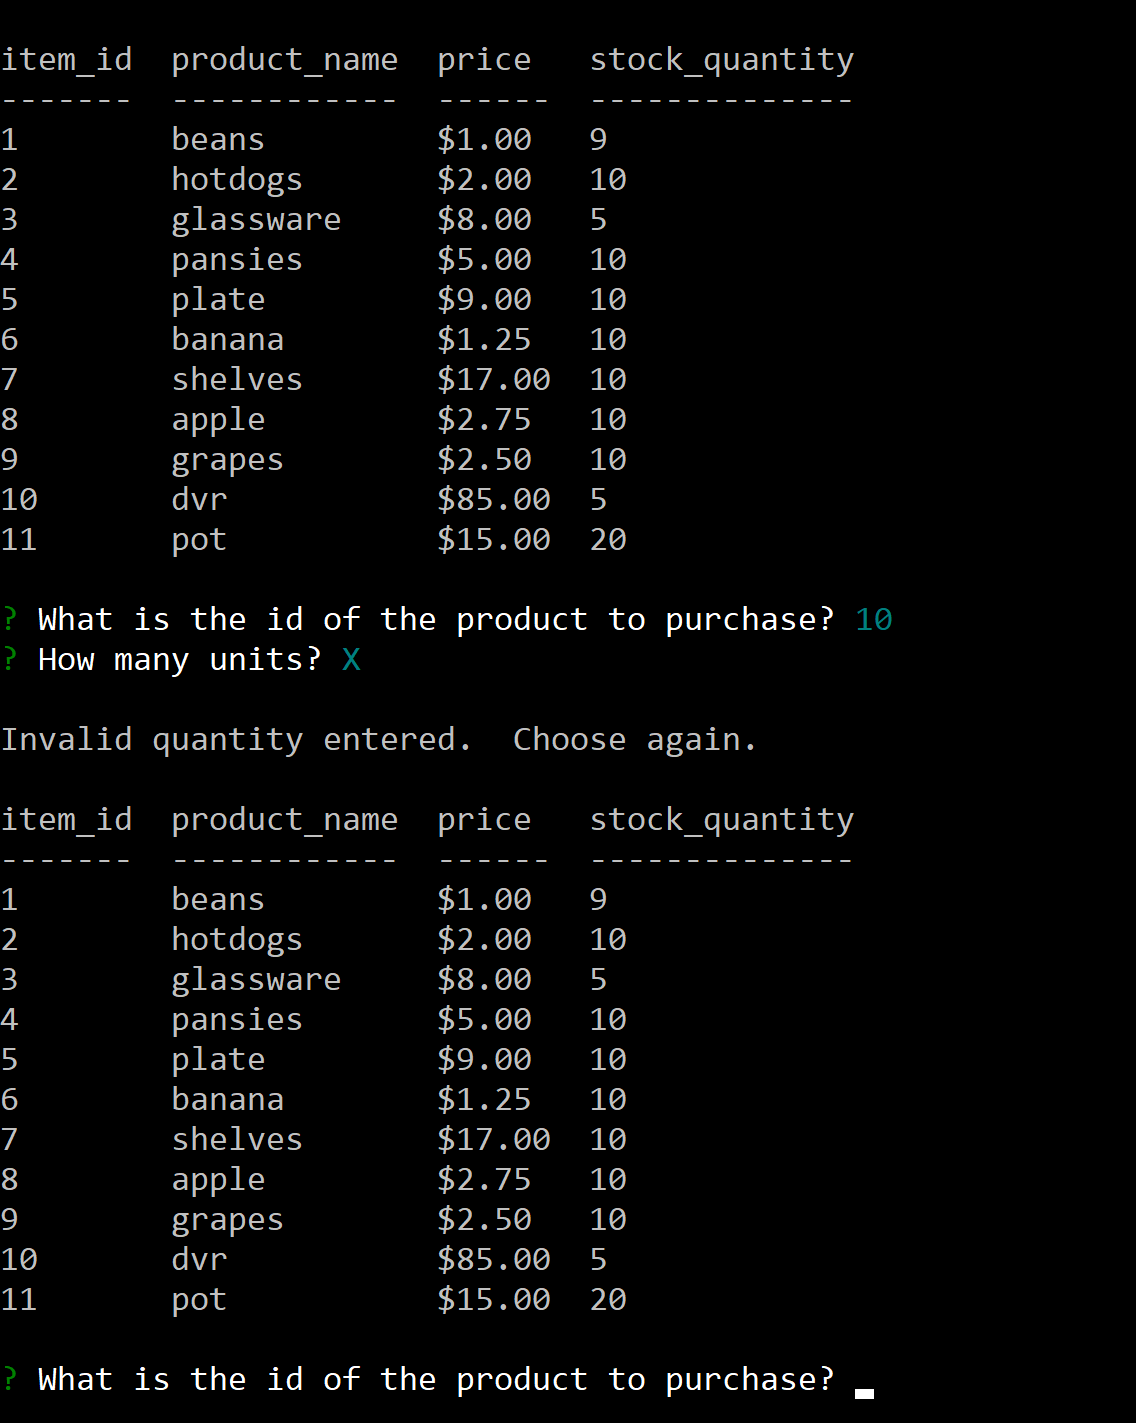 item_id  product_name  price   stock_quantity
-------  ------------  ------  --------------
1        beans         $1.00   9
2        hotdogs       $2.00   10
3        glassware     $8.00   5
4        pansies       $5.00   10
5        plate         $9.00   10
6        banana        $1.25   10
7        shelves       $17.00  10
8        apple         $2.75   10
9        grapes        $2.50   10
10       dvr           $85.00  5
11       pot           $15.00  20
? What is the id of the product to purchase? 10
? How many units? X
Invalid quantity entered.  Choose again.
item_id  product_name  price   stock_quantity
-------  ------------  ------  --------------
1        beans         $1.00   9
2        hotdogs       $2.00   10
3        glassware     $8.00   5
4        pansies       $5.00   10
5        plate         $9.00   10
6        banana        $1.25   10
7        shelves       $17.00  10
8        apple         $2.75   10
9        grapes        $2.50   10
10       dvr           $85.00  5
11       pot           $15.00  20
? What is the id of the product to purchase?